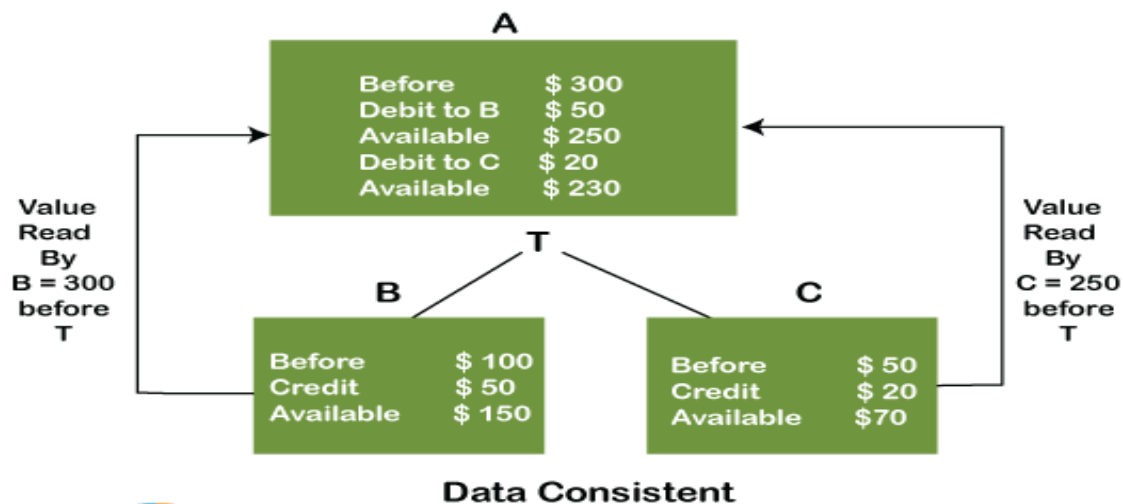 A
Before $ 300
Debit to B $ 50
Available $ 250
Debit to C $ 20
Available $ 230
Value
Read
By
B = 300
before
T
T
Value
Read
By
C = 250
before
T
B
Before $ 100
Credit $ 50
Available $ 150
C
Before $ 50
Credit $ 20
Available $70
Data Consistent